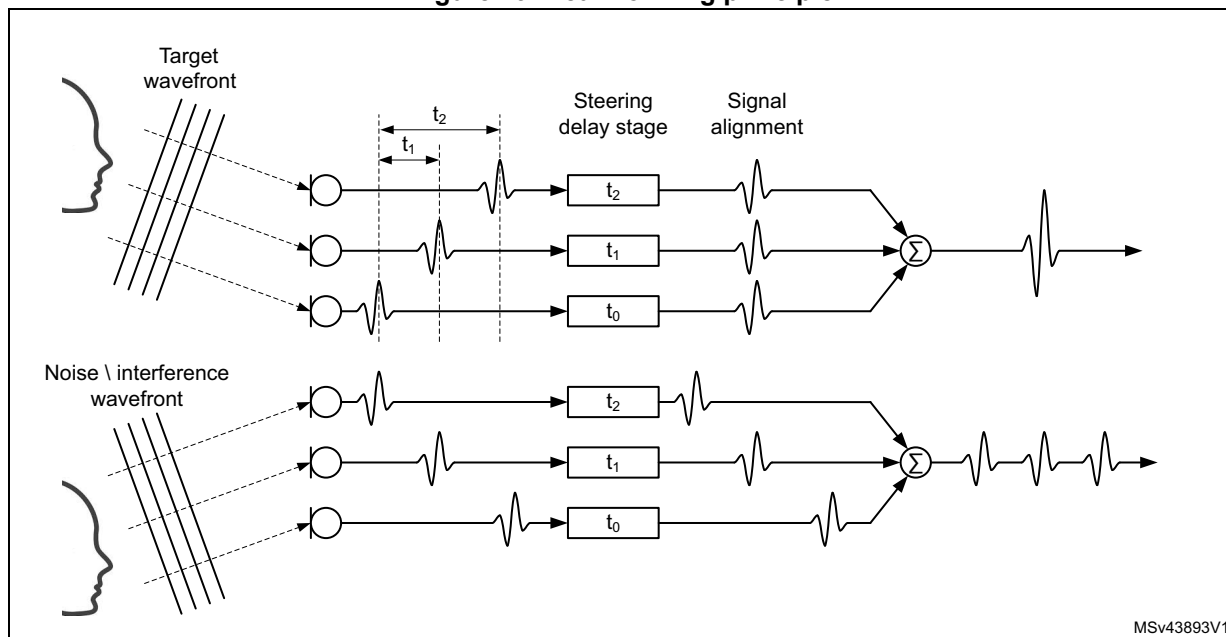 Target
wavefront
t2
t1
Steering
delay stage
Signal
alignment
t2
t1
t0
Σ
Noise \ interference
wavefront
t2
t1
t0
Σ
MSv43893V1